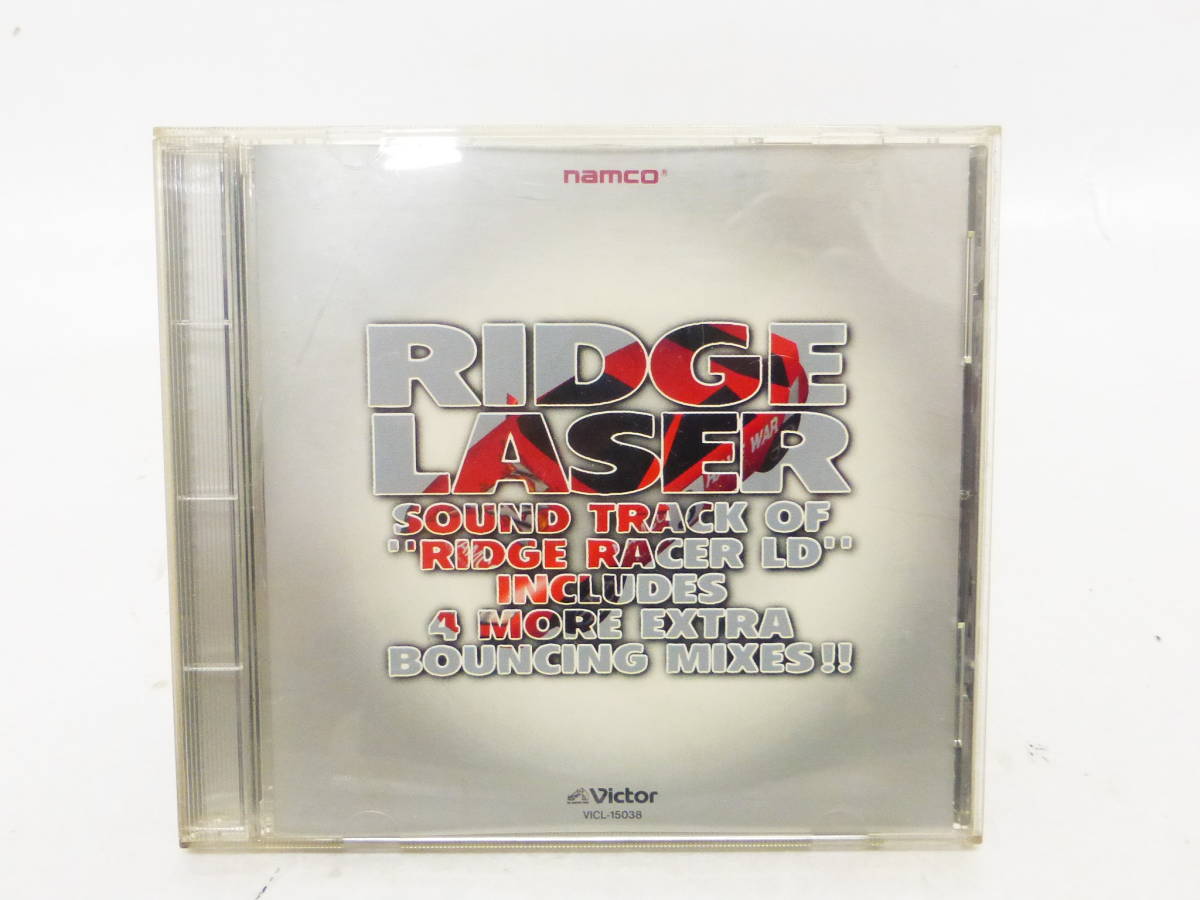 namco®
RIDGE
LASER
WAR
SOUND TRACK OF
"RIDGE RACER LD"
INCLUDES
4 MORE EXTRA
BOUNCING MIXES!!
Victor
VICL-15038